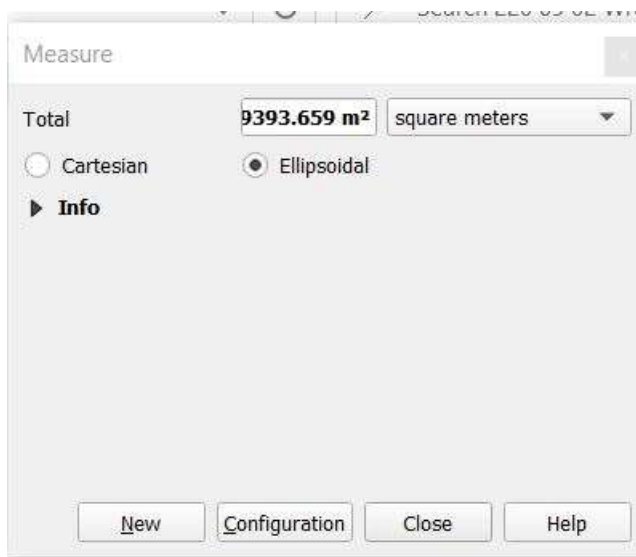 Measure
Total 9393.659 m² square meters
Cartesian Ellipsoidal
Info
New Configuration Close Help